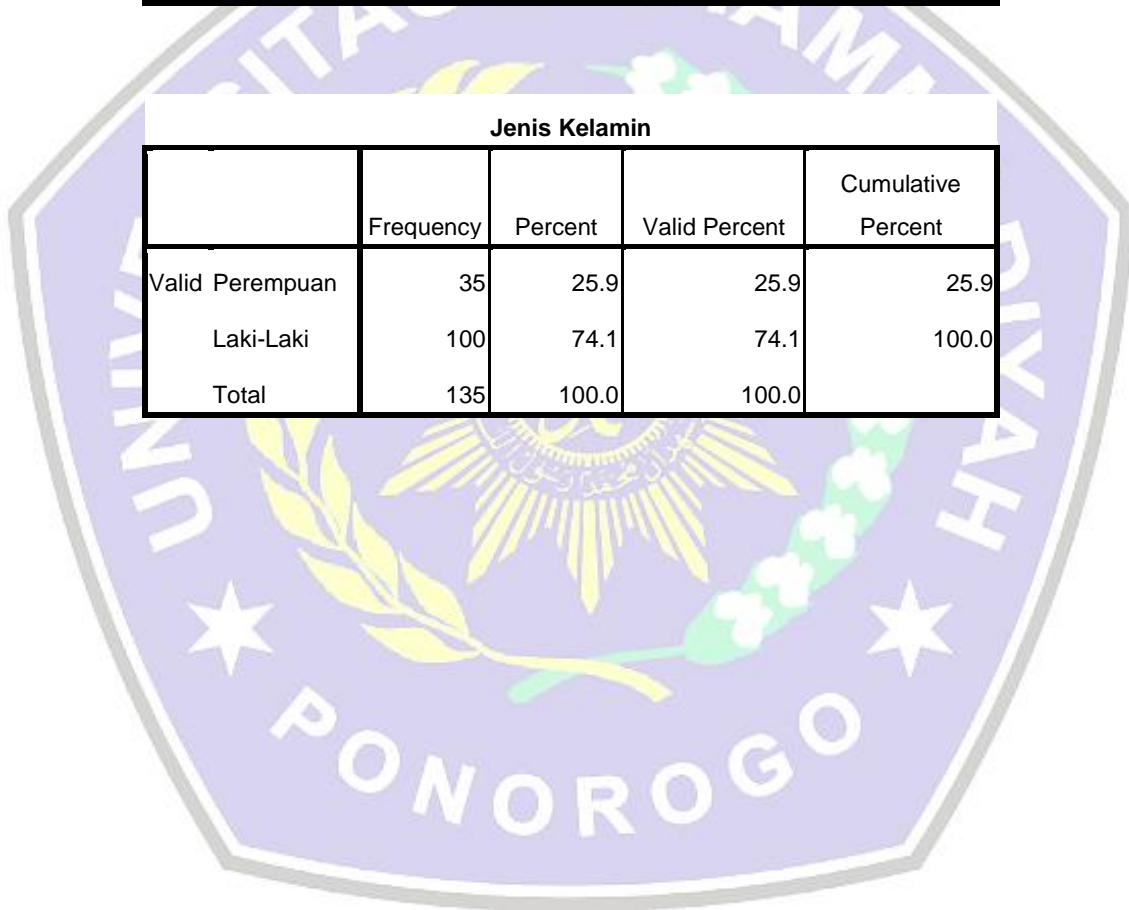 Jenis Kelamin
Frequency Percent Valid Percent Cumulative Percent
Valid Perempuan 35 25.9 25.9 25.9
Laki-Laki 100 74.1 74.1 100.0
Total 135 100.0 100.0
PONOROGO